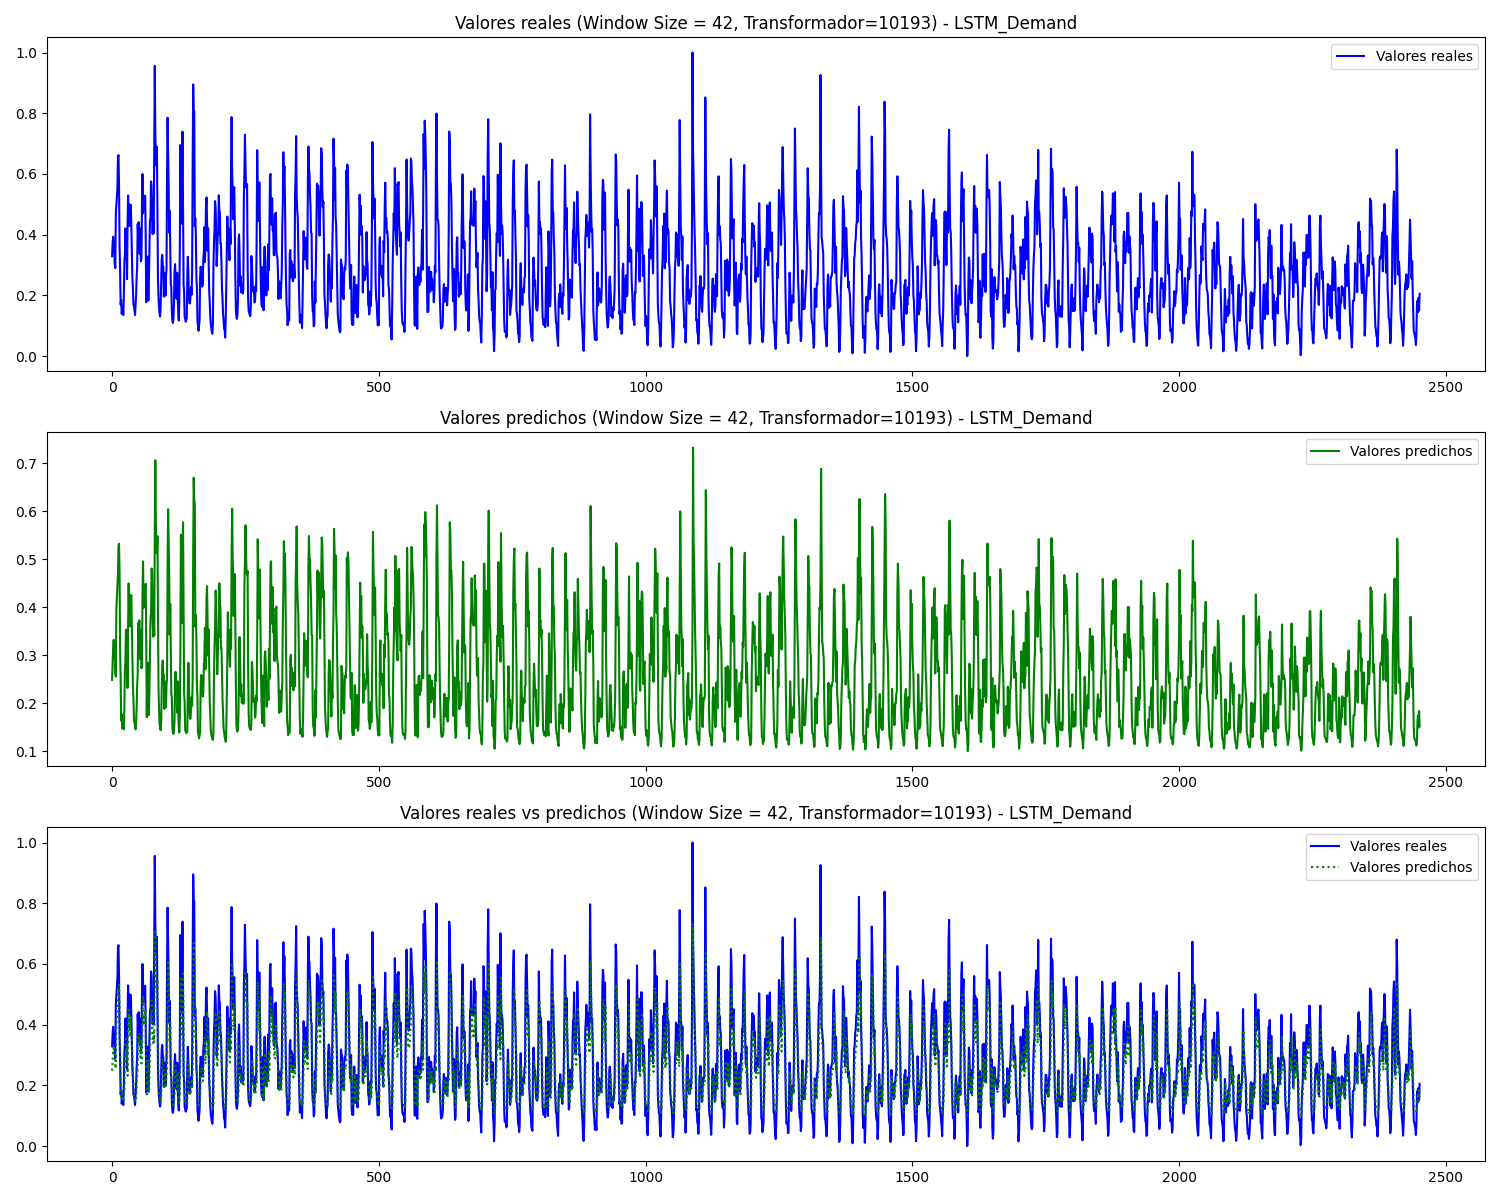 Valores reales (Window Size = 42, Transformador=10193) - LSTM_Demand
Valores reales
1.0
0.8
0.6
0.4
0.2
0.0
0 500 1000 1500 2000 2500
Valores predichos (Window Size = 42, Transformador=10193) - LSTM_Demand
Valores predichos
0.7
0.6
0.5
0.4
0.3
0.2
0.1
0 500 1000 1500 2000 2500
Valores reales vs predichos (Window Size = 42, Transformador=10193) - LSTM_Demand
Valores reales
Valores predichos
1.0
0.8
0.6
0.4
0.2
0.0
0 500 1000 1500 2000 2500